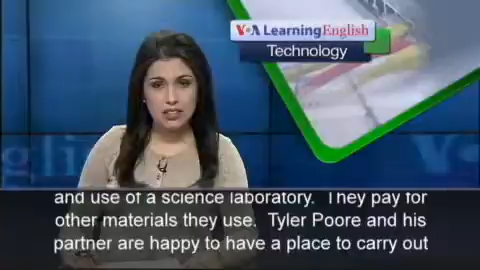 VOA Learning English
Technology
and use of a science laboratory.  They pay for
other materials they use.  Tyler Poore and his
partner are happy to have a place to carry out